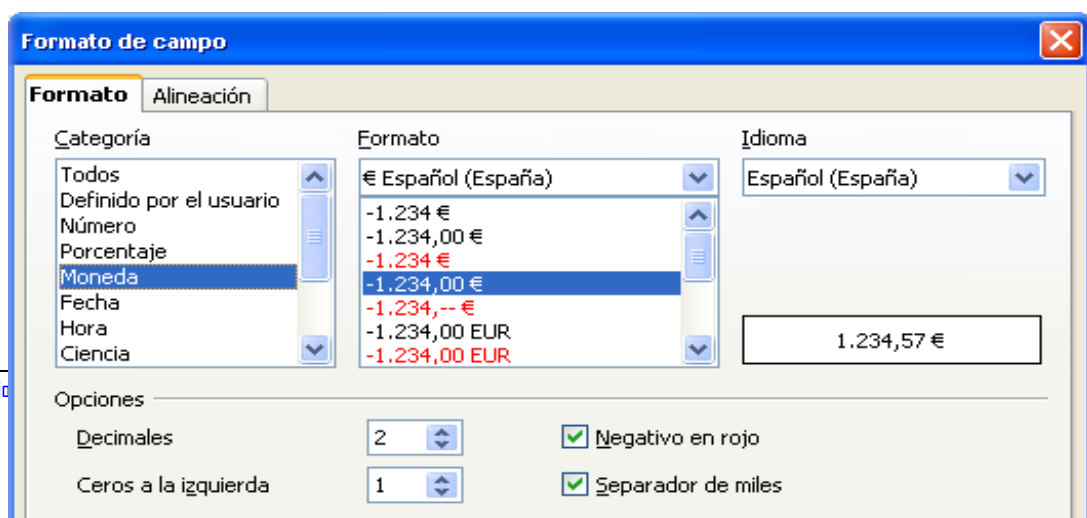 Formato de campo
Formato
Alineación
Categoría
Todos
Definido por el usuario
Número
Porcentaje
Moneda
Fecha
Hora
Ciencia
Formato
€ Español (España)
-1.234 €
-1.234,00 €
-1.234 €
-1.234,00 €
-1.234,-- €
-1.234,00 EUR
-1.234,00 EUR
Idioma
Español (España)
1.234,57 €
Opciones
Decimales
2
Negativo en rojo
Ceros a la izquierda
1
Separador de miles